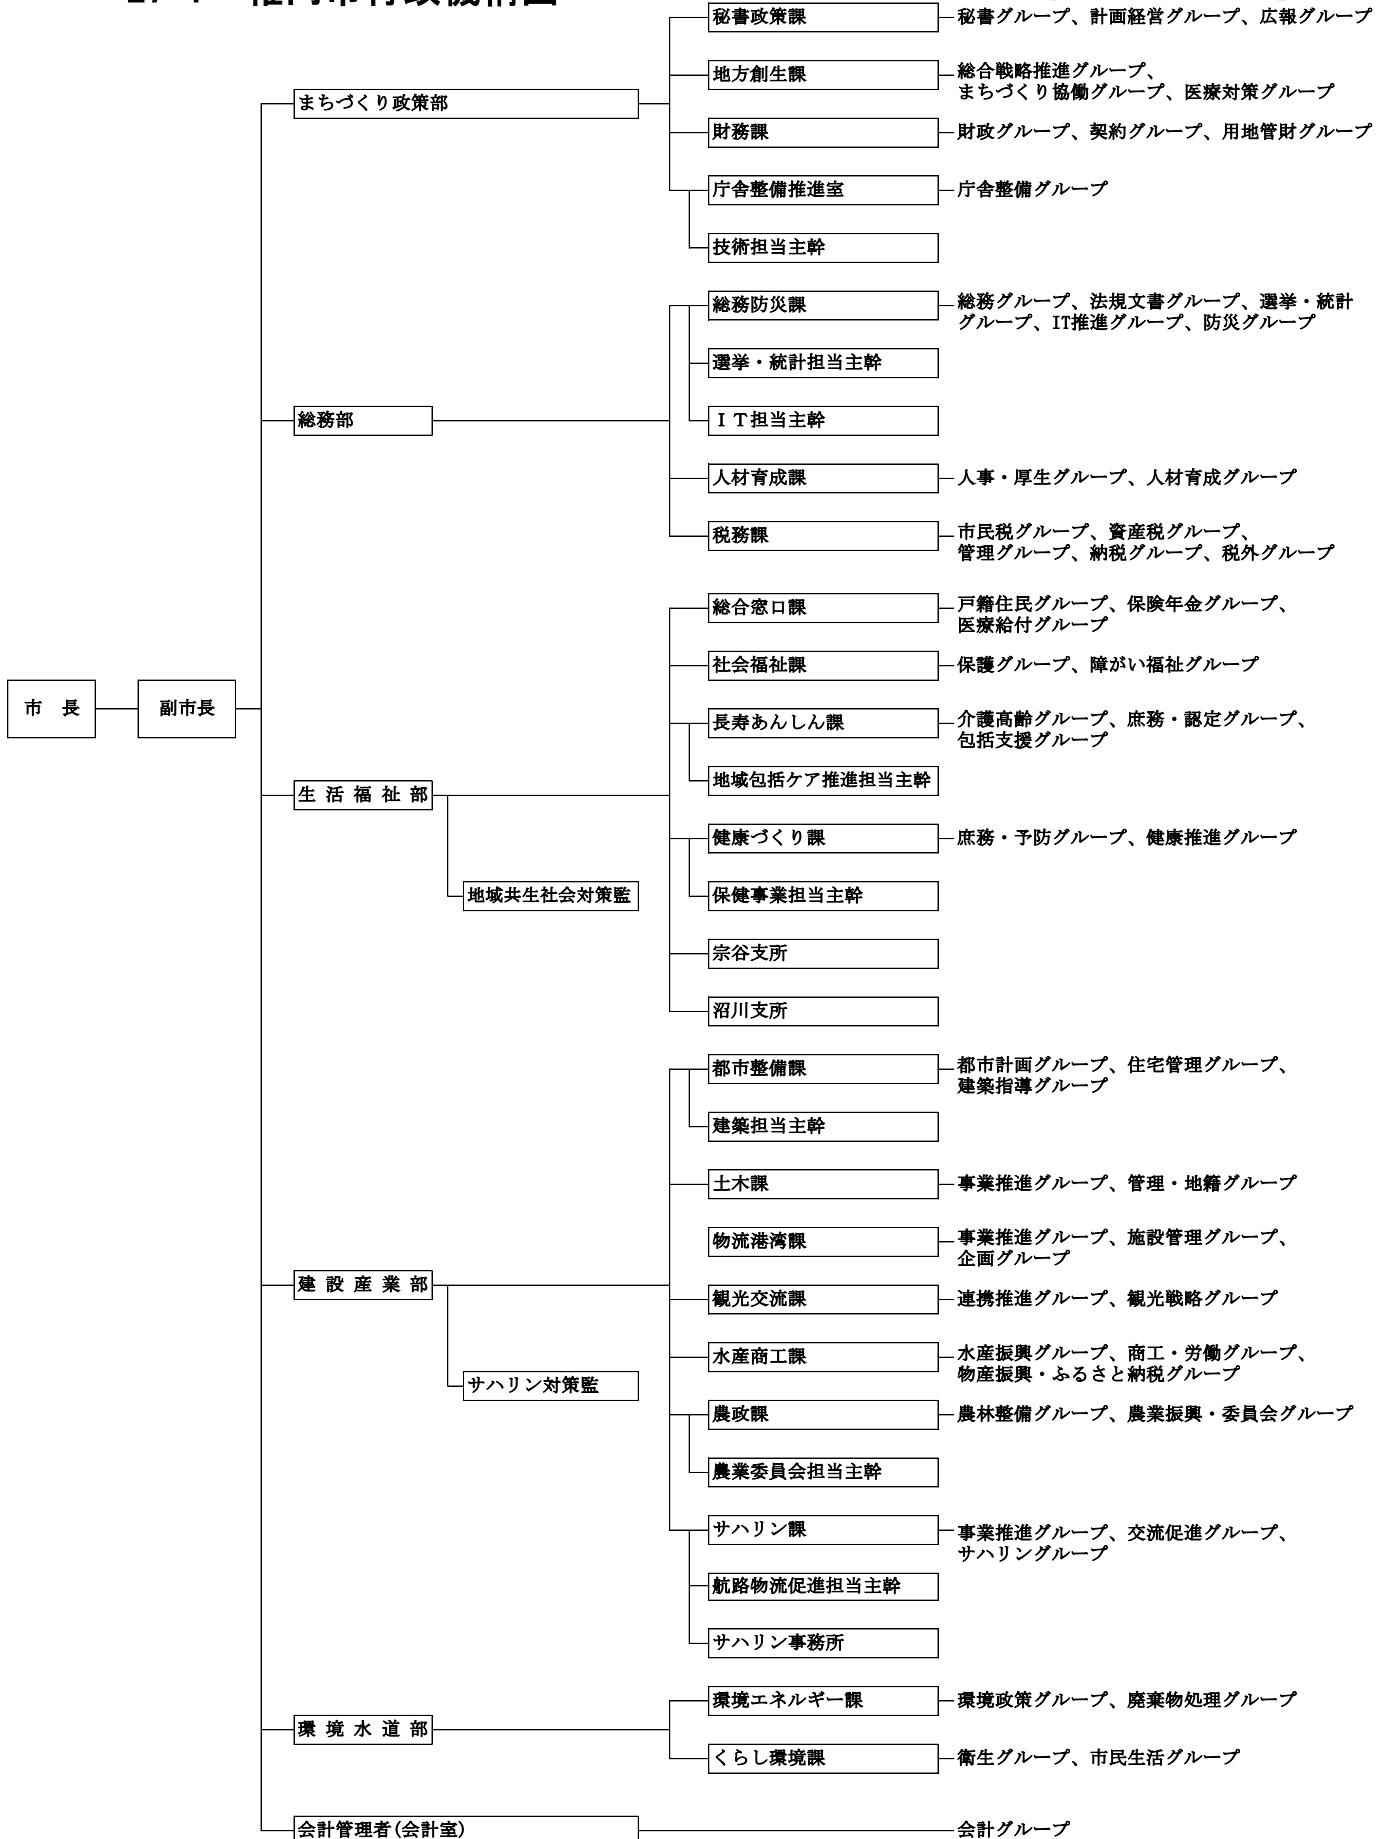 秘書政策課 秘書グループ、計画経営グループ、広報グループ
地方創生課 総合戦略推進グループ、
まちづくり協働グループ、医療対策グループ
まちづくり政策部
財務課 財政グループ、契約グループ、用地管財グループ
庁舎整備推進室 庁舎整備グループ
技術担当主幹
総務防災課 総務グループ、法規文書グループ、選挙・統計
グループ、IT推進グループ、防災グループ
選挙・統計担当主幹
総務部
ＩＴ担当主幹
人材育成課 人事・厚生グループ、人材育成グループ
税務課 市民税グループ、資産税グループ、
管理グループ、納税グループ、税外グループ
総合窓口課 戸籍住民グループ、保険年金グループ、
医療給付グループ
社会福祉課 保護グループ、障がい福祉グループ
市　長
副市長
長寿あんしん課 介護高齢グループ、庶務・認定グループ、
包括支援グループ
地域包括ケア推進担当主幹
生 活 福 祉 部
健康づくり課 庶務・予防グループ、健康推進グループ
地域共生社会対策監
保健事業担当主幹
宗谷支所
沼川支所
都市整備課 都市計画グループ、住宅管理グループ、
建築指導グループ
建築担当主幹
土木課 事業推進グループ、管理・地籍グループ
物流港湾課 事業推進グループ、施設管理グループ、
企画グループ
建 設 産 業 部
観光交流課 連携推進グループ、観光戦略グループ
水産商工課 水産振興グループ、商工・労働グループ、
物産振興・ふるさと納税グループ
サハリン対策監
農政課 農林整備グループ、農業振興・委員会グループ
農業委員会担当主幹
サハリン課 事業推進グループ、交流促進グループ、
サハリングループ
航路物流促進担当主幹
サハリン事務所
環境エネルギー課 環境政策グループ、廃棄物処理グループ
環 境 水 道 部
くらし環境課 衛生グループ、市民生活グループ
会計管理者(会計室) 会計グループ